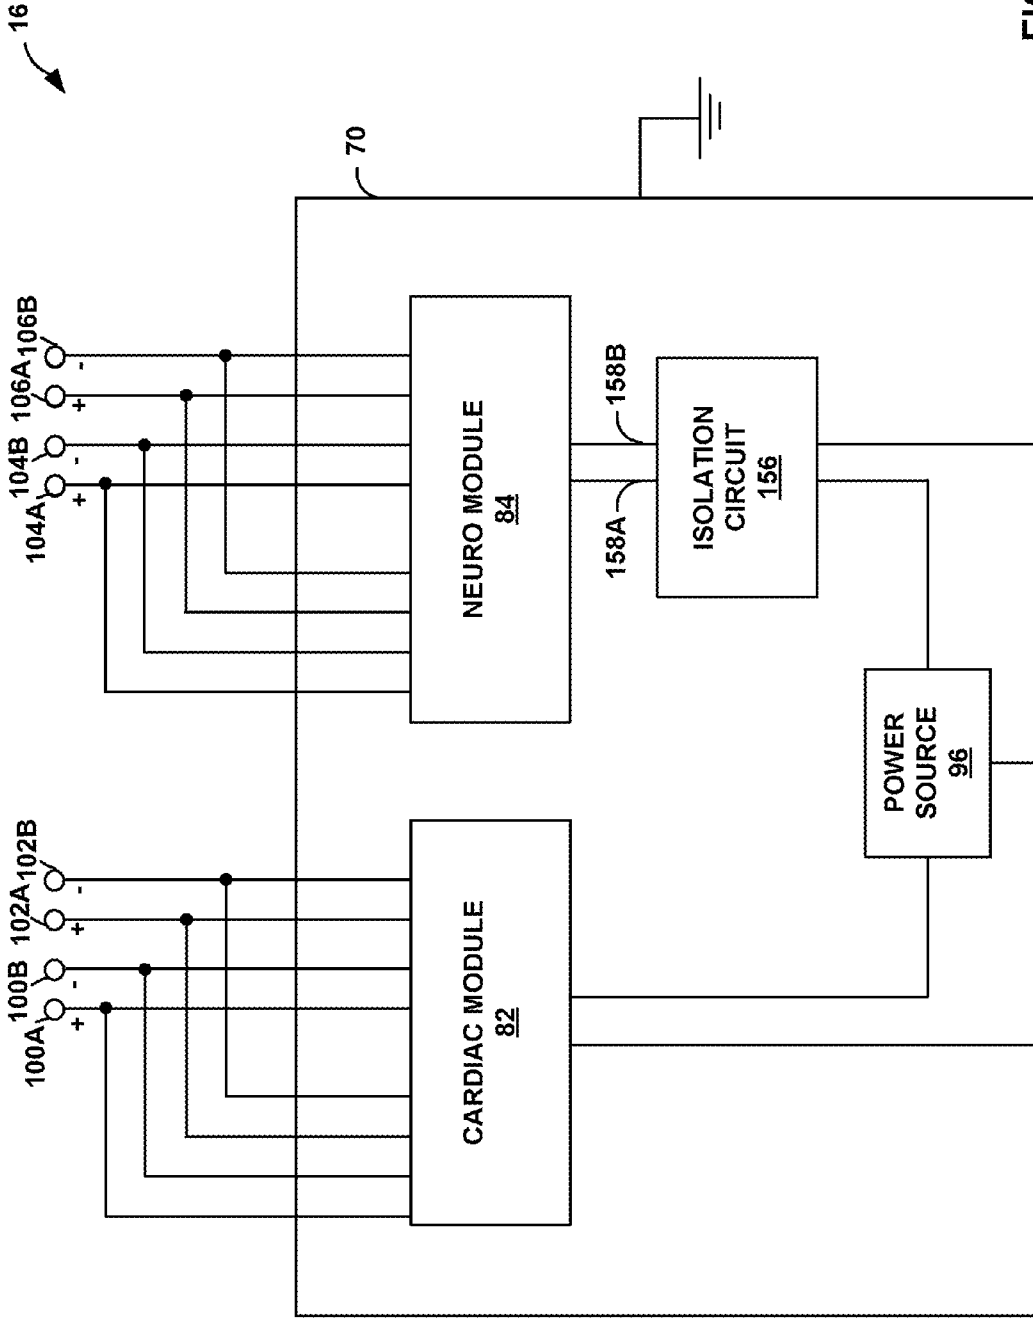 100A
100B
102A
102B
104A
104B
106A
106B
16
+
-
+
-
+
-
+
-
70
CARDIAC MODULE
82
NEURO MODULE
84
158A
158B
ISOLATION
CIRCUIT
156
POWER
SOURCE
96